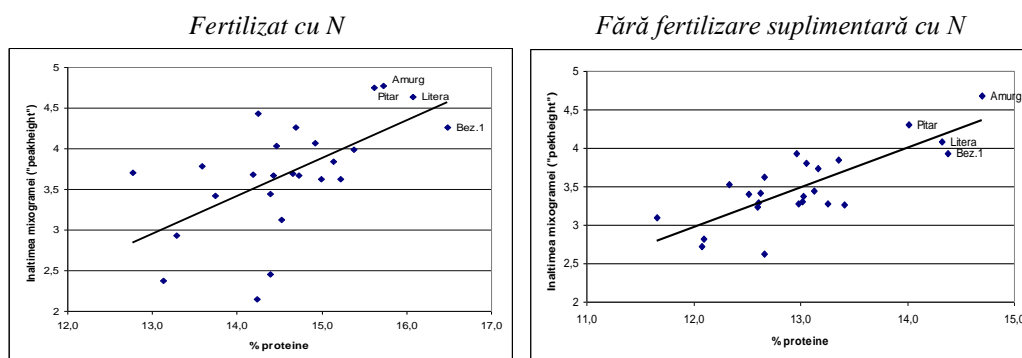 Fertilizat cu N
Fără fertilizare suplimentară cu N
Inaltimea mixogramei ("peakheight")
5
4,5
4
3,5
3
2,5
2
Amurg
Pitar
Litera
Bez.1
12,0 13,0 14,0 15,0 16,0 17,0
% proteine
Inaltimea mixogramei ("pekheight")
5
4,5
4
3,5
3
2,5
2
Amurg
Pitar
Litera
Bez.1
11,0 12,0 13,0 14,0 15,0
% proteine